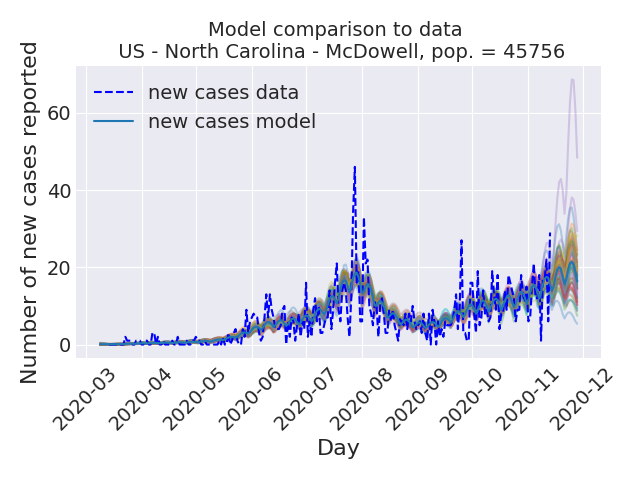 Model comparison to data
US - North Carolina - McDowell, pop. = 45756
new cases data
new cases model
Number of new cases reported
60
40
20
0
2020-03
2020-04
2020-05
2020-06
2020-07
2020-08
2020-09
2020-10
2020-11
2020-12
Day